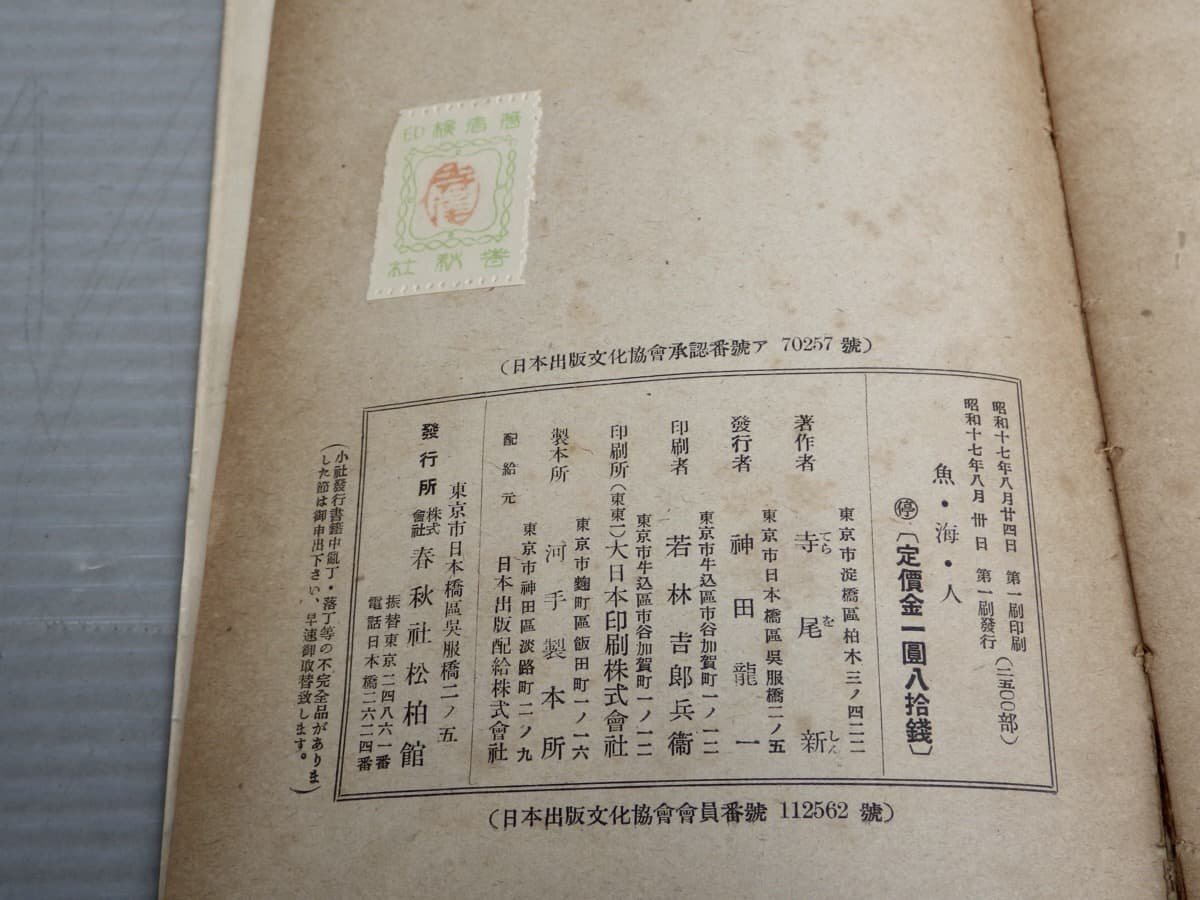 著者檢印
春秋社
(日本出版文化協會承認番號ア 70257 號)
昭和十七年八月廿四日 第一刷印刷
昭和十七年八月 卅日 第一刷發行
(二五〇〇部)
魚・海・人
停〔定價金一圓八拾錢〕
東京市淀橋區柏木三ノ四二二
著作者 寺尾新
てらを しん
東京市日本橋區吳服橋二ノ五
發行者 神田龍一
東京市牛込區市谷加賀町一ノ一二
印刷者 若林吉郎兵衞
東京市牛込區市谷加賀町一ノ一二
印刷所(東東一)大日本印刷株式會社
東京市麴町區飯田町一ノ一六
製本所 河手製本所
東京市神田區淡路町二ノ九
配給元 日本出版配給株式會社
東京市日本橋區吳服橋二ノ五
發行所 株式會社 春秋社松柏館
振替東京二四八六一番
電話日本橋二六二四番
(小社發行書籍中亂丁・落丁等の不完全品がありま
した節は御申出下さい、早速御取替致します。)
(日本出版文化協會會員番號 112562 號)